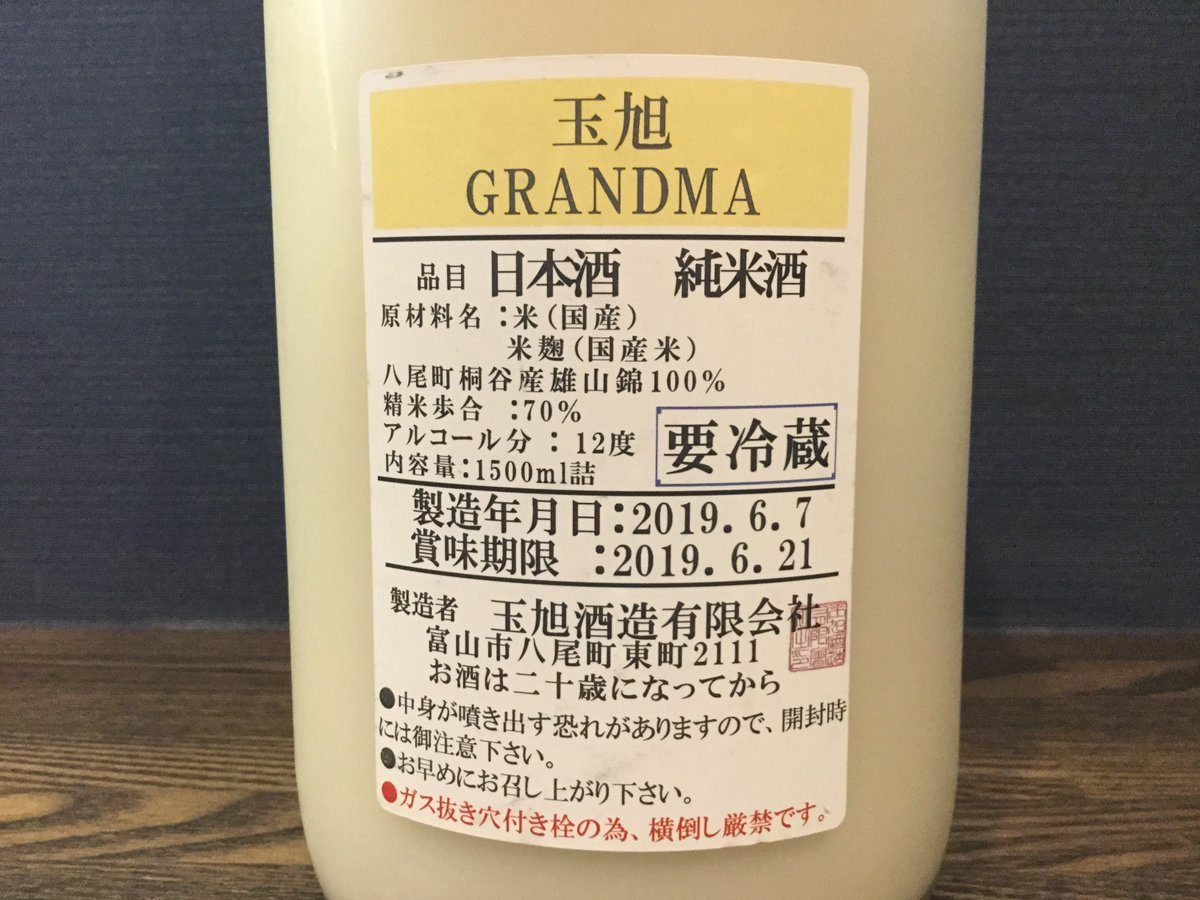 玉旭
GRANDMA
品目 日本酒 純米酒
原材料名：米（国産）
米麹（国産米）
八尾町桐谷産雄山錦100%
精米歩合 ：70%
アルコール分 ： 12度
内容量：1500ml詰
要冷蔵
製造年月日：2019.6.7
賞味期限 ：2019.6.21
製造者 玉旭酒造有限会社
富山市八尾町東町2111
お酒は二十歳になってから
●中身が噴き出す恐れがありますので、開封時
には御注意下さい。
●お早めにお召し上がり下さい。
●ガス抜き穴付き栓の為、横倒し厳禁です。